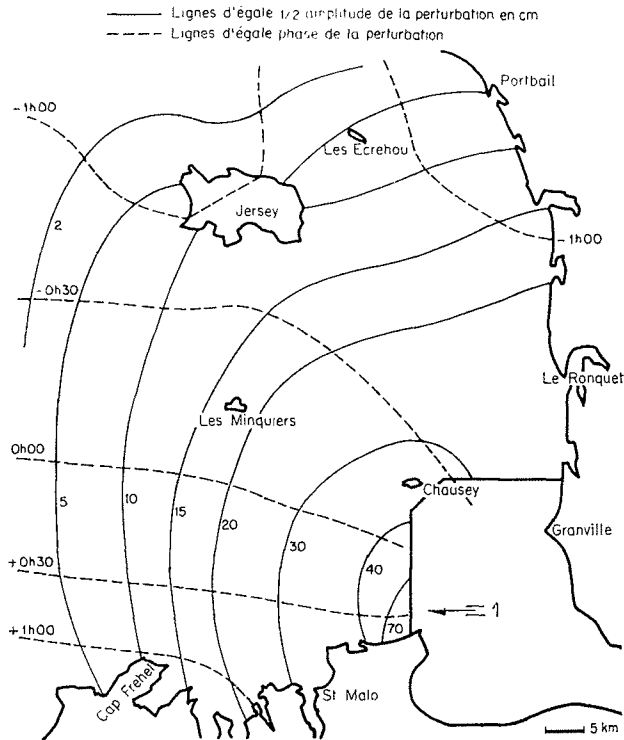 Lignes d'égale 1/2 amplitude de la perturbation en cm
Lignes d'égale phase de la perturbation
Portbail
-1h00
Les Ecrehou
Jersey
2
-1h00
-0h30
Le Ronquet
Les Minquiers
0h00
Chausey
5
10
15
20
30
Granville
+0h30
40
1
70
+1h00
Cap Frehel
St Malo
5 km